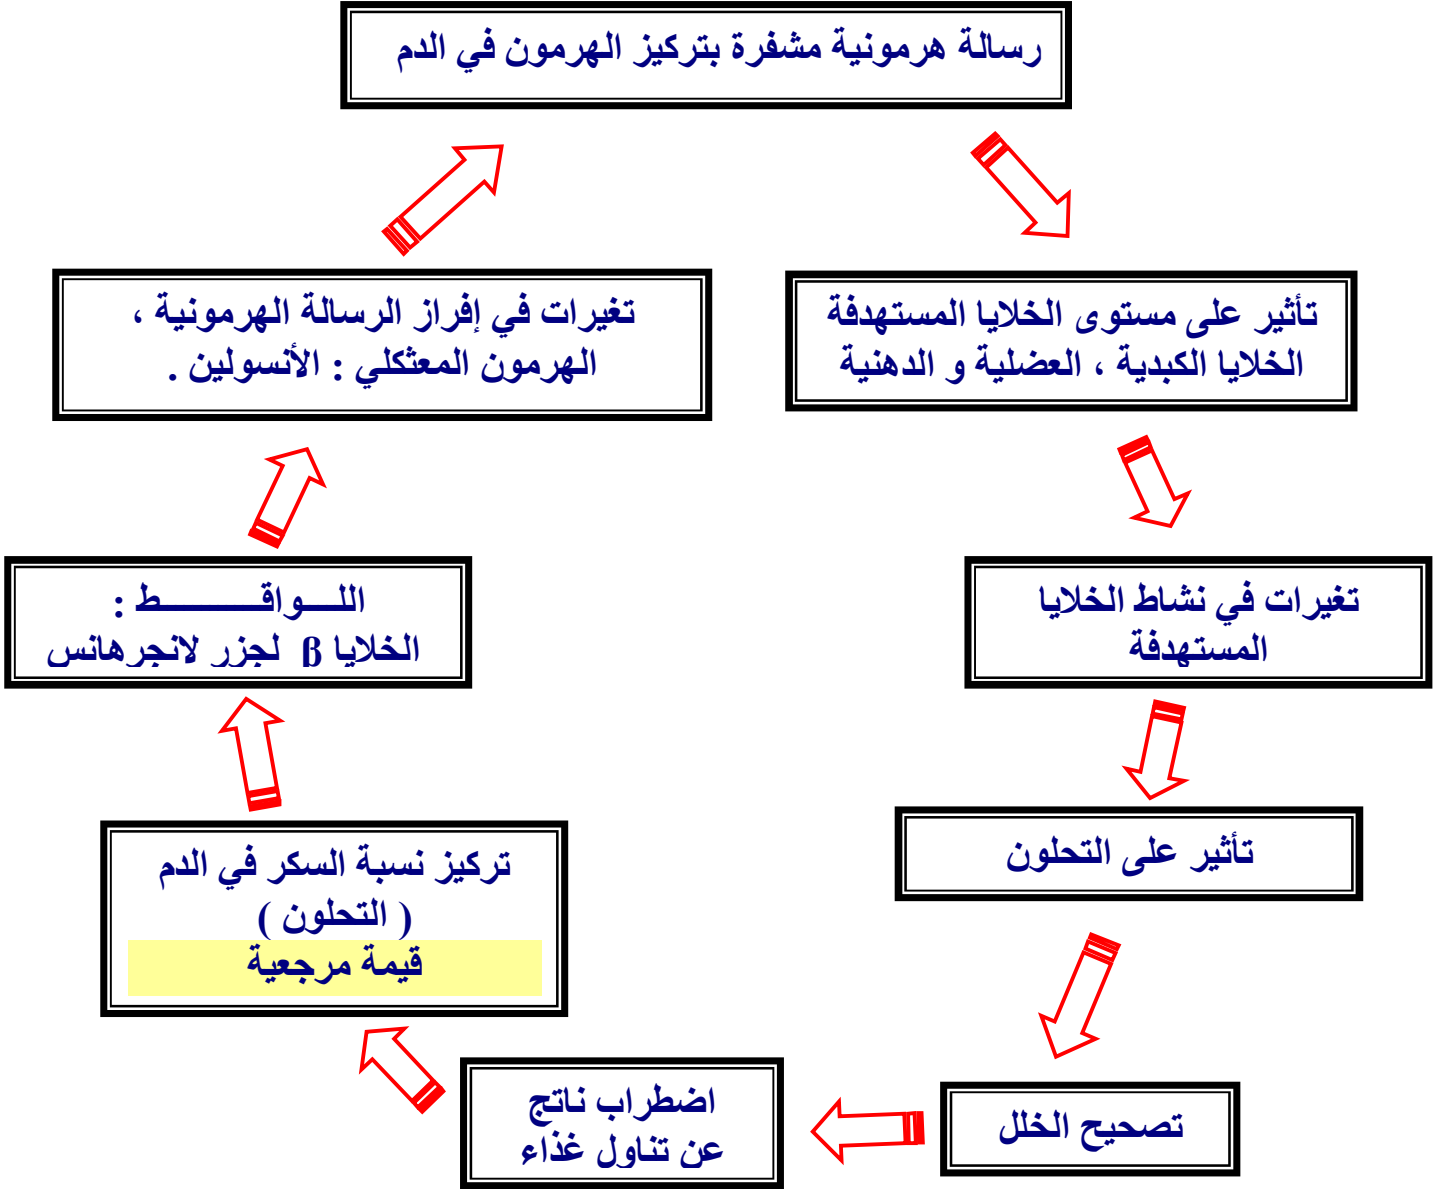 رسالة هرمونية مشفرة بتركيز الهرمون في الدم
تأثير على مستوى الخلايا المستهدفة
الخلايا الكبدية ، العضلية و الدهنية
تغيرات في نشاط الخلايا
المستهدفة
تأثير على التحلون
تصحيح الخلل
اضطراب ناتج
عن تناول غذاء
تركيز نسبة السكر في الدم
( التحلون )
قيمة مرجعية
اللـــواقــــــــط :
الخلايا β لجزر لانجرهانس
تغيرات في إفراز الرسالة الهرمونية ،
الهرمون المعثكلي : الأنسولين .